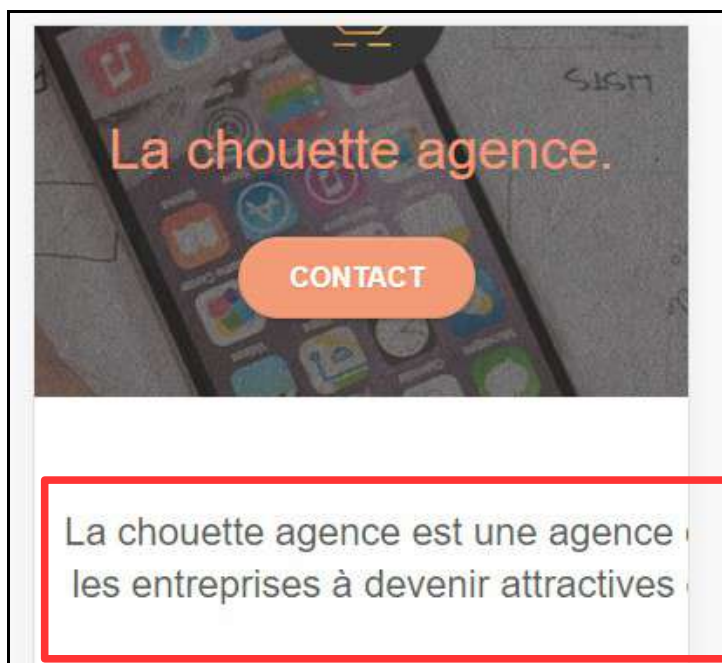 La chouette agence.
CONTACT
La chouette agence est une agence
les entreprises à devenir attractives